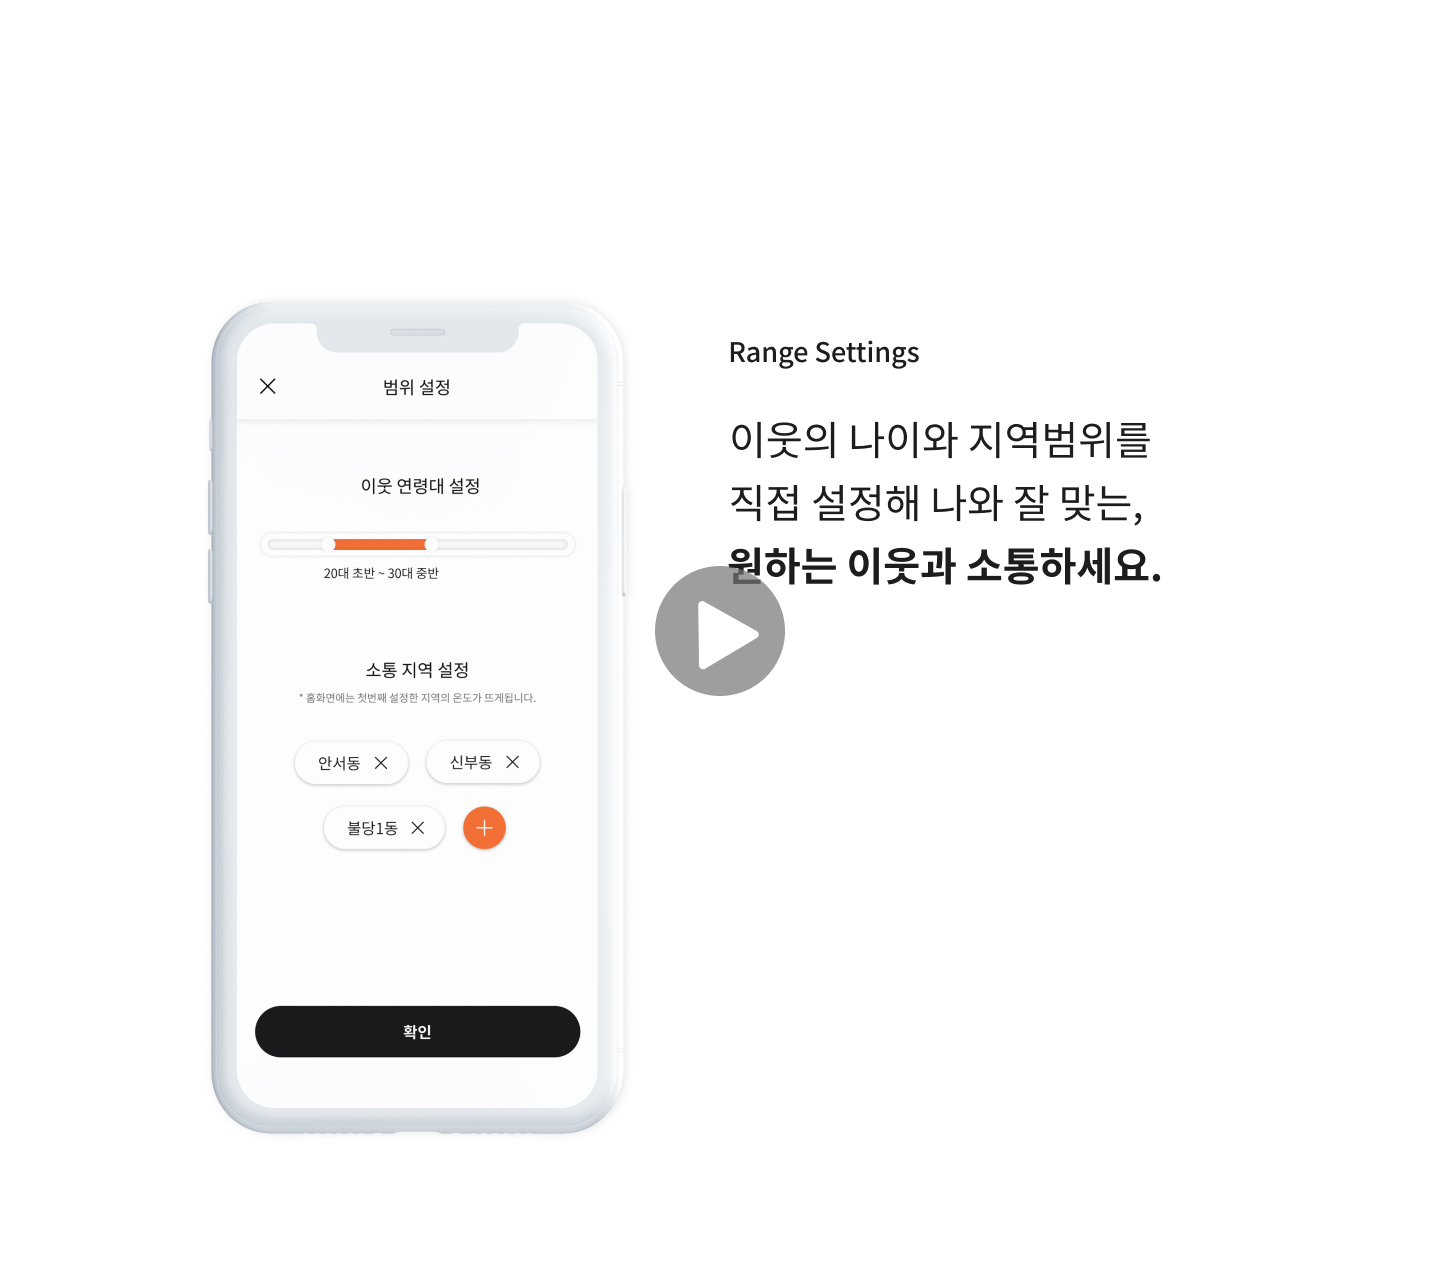 범위 설정
이웃 연령대 설정
20대 초반 ~ 30대 중반
소통 지역 설정
* 홈화면에는 첫번째 설정한 지역의 온도가 뜨게됩니다.
안서동
신부동
불당1동
확인
Range Settings
이웃의 나이와 지역범위를
직접 설정해 나와 잘 맞는,
원하는 이웃과 소통하세요.